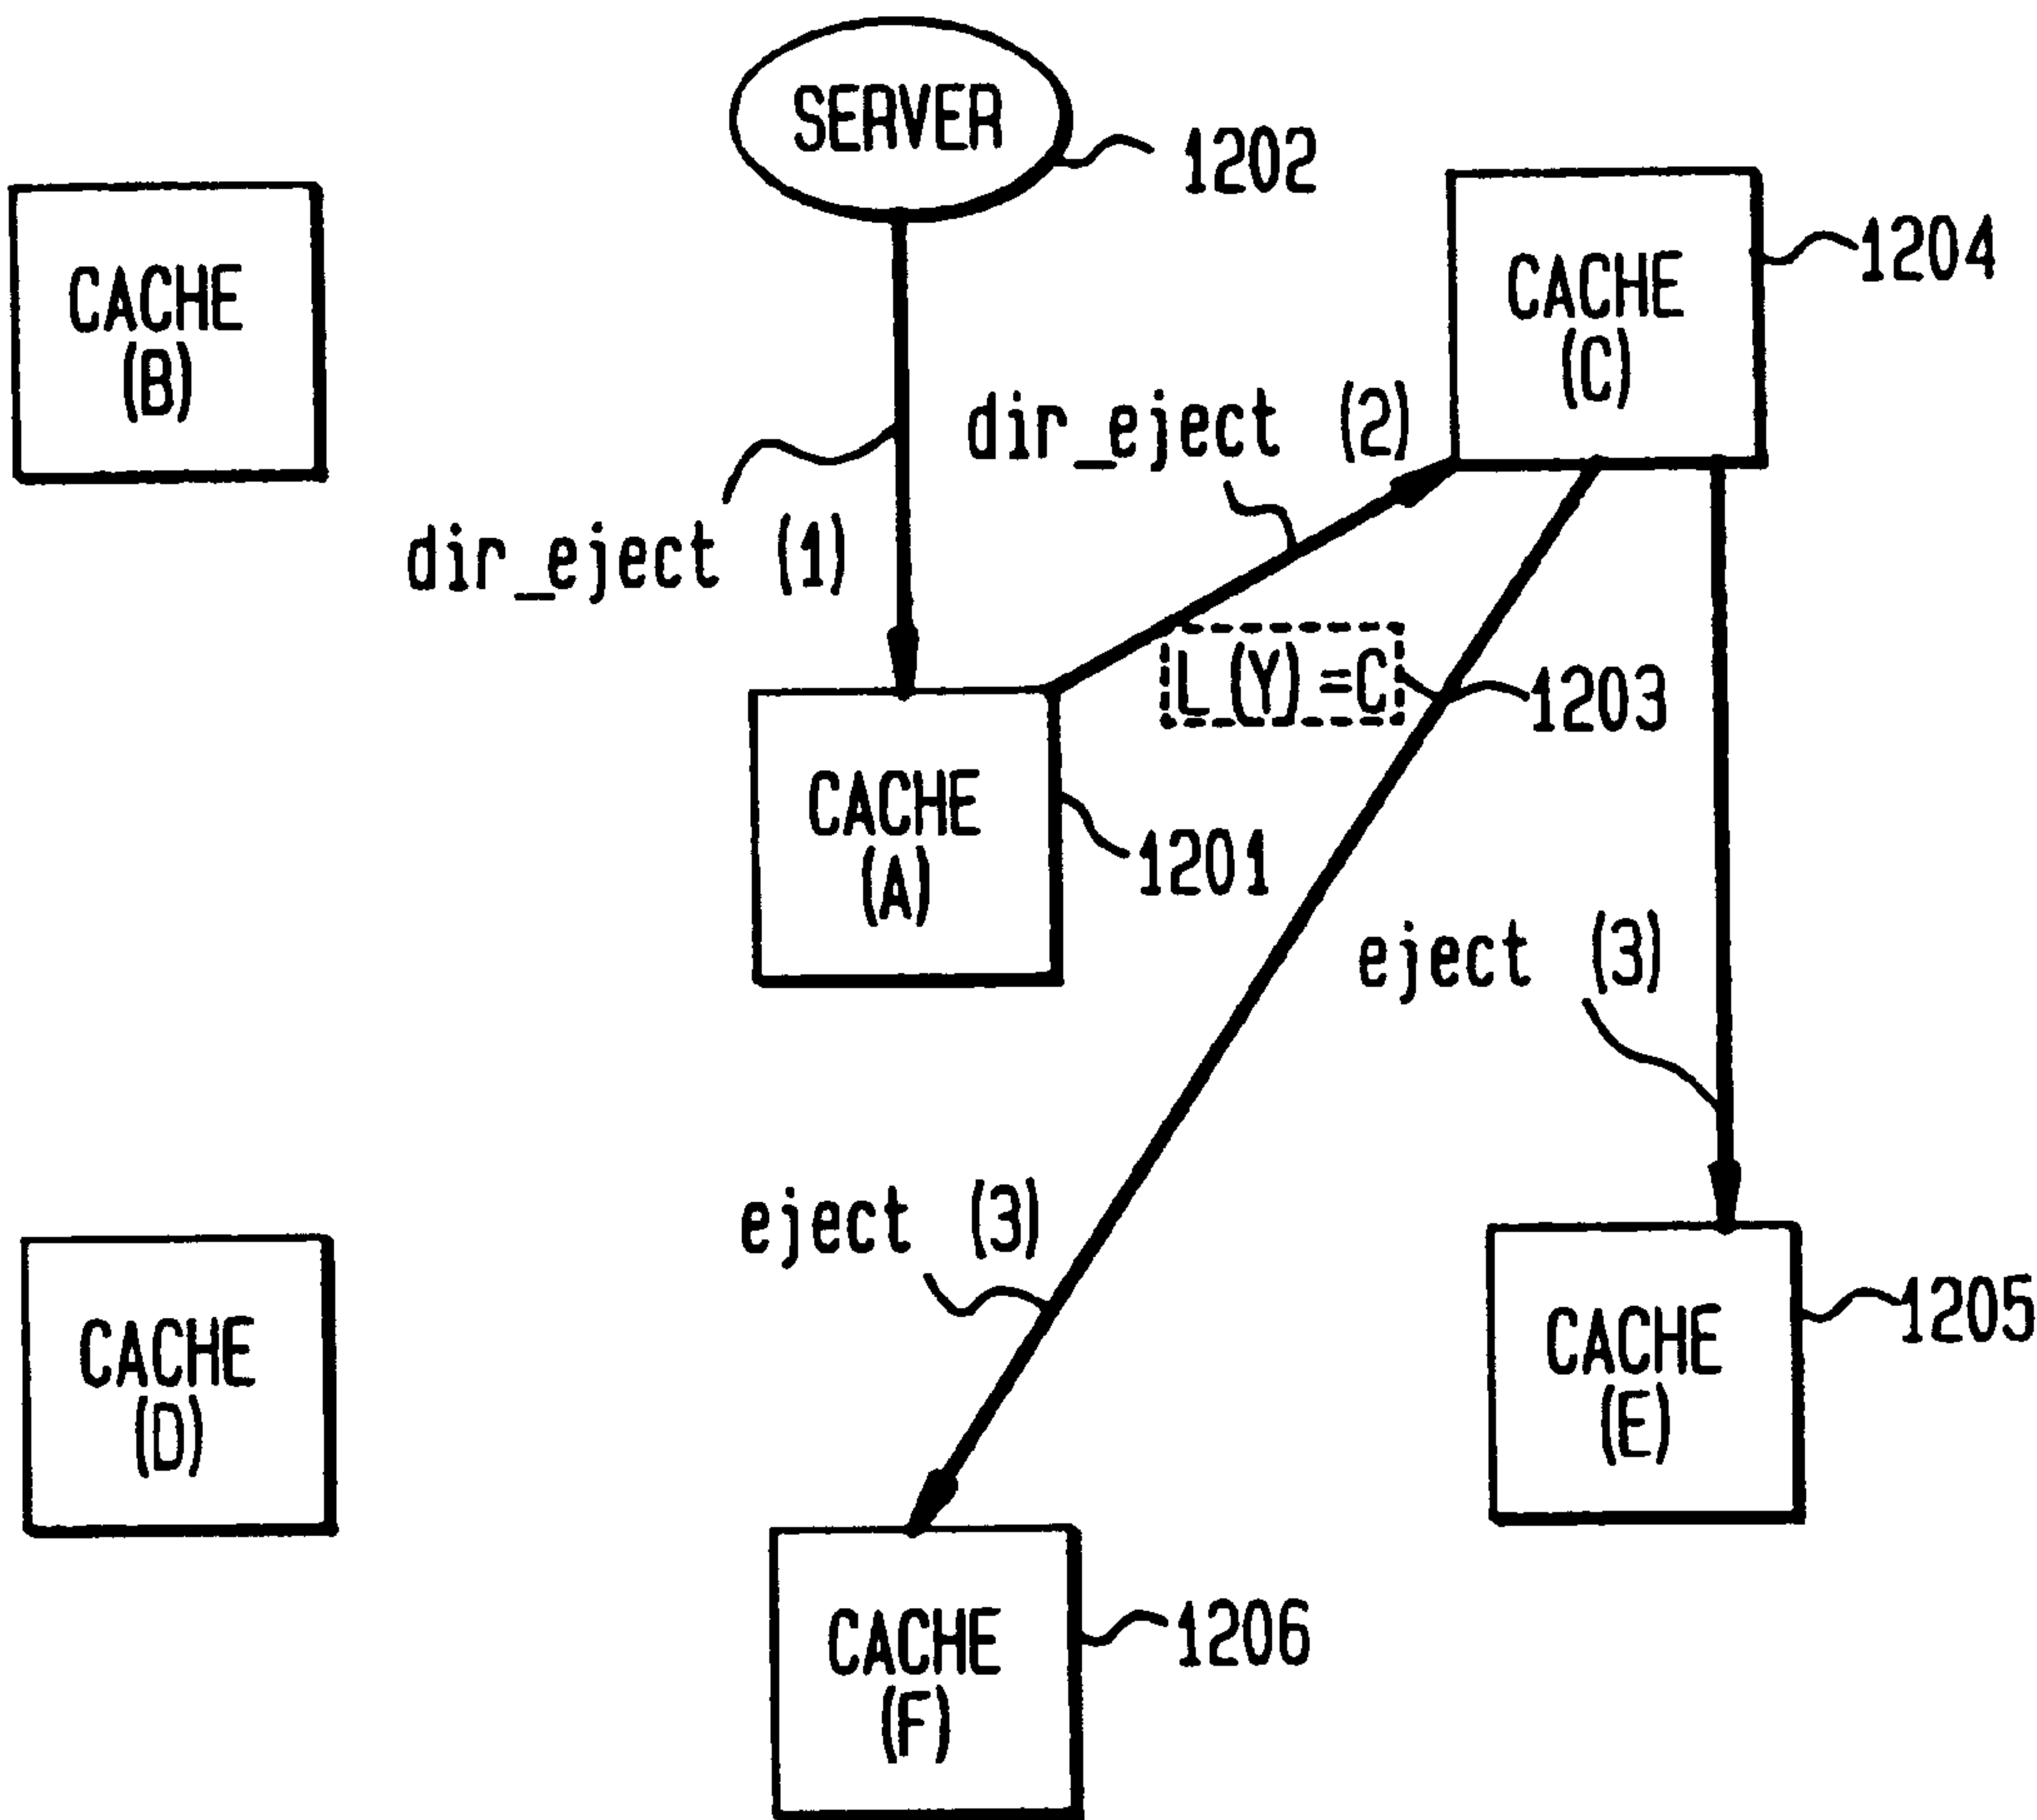 SERVER
1202
CACHE
(B)
CACHE
(C)
1204
dir_eject (2)
dir_eject (1)
L(Y)=C
1203
CACHE
(A)
1201
eject (3)
eject (3)
CACHE
(D)
CACHE
(E)
1205
CACHE
(F)
1206